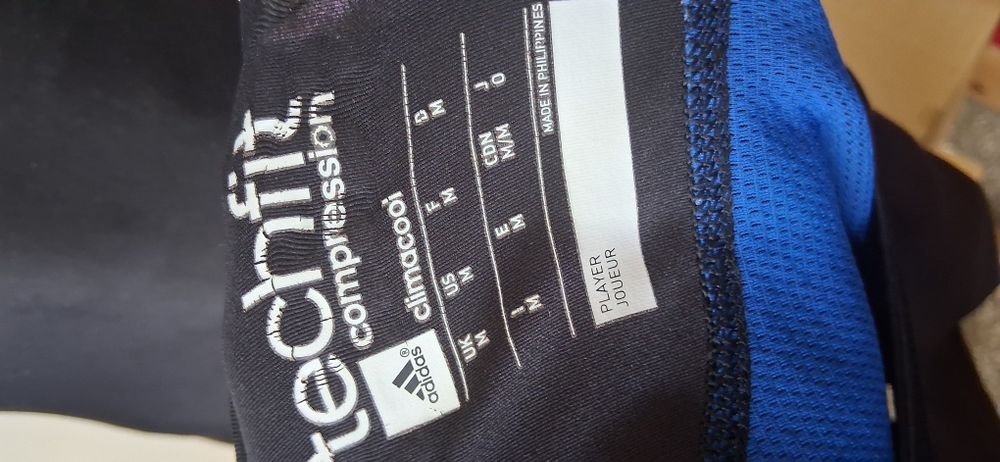 techfit
compression
adidas®
climacool
UK US F D
M M M M
I E CDN J
M M M/M O
MADE IN PHILIPPINES
PLAYER
JOUEUR